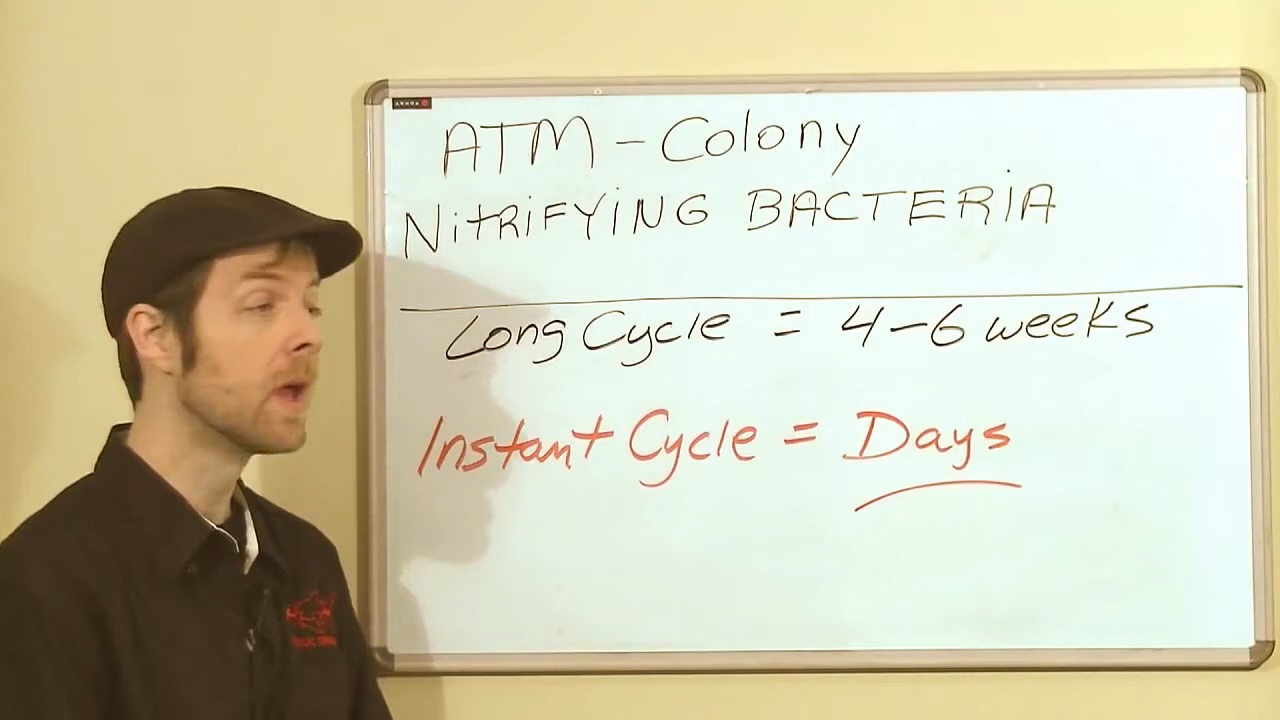 ATM - Colony
NiTRiFYiNG BACTERiA
Long Cycle = 4-6 weeks
Instant Cycle = Days